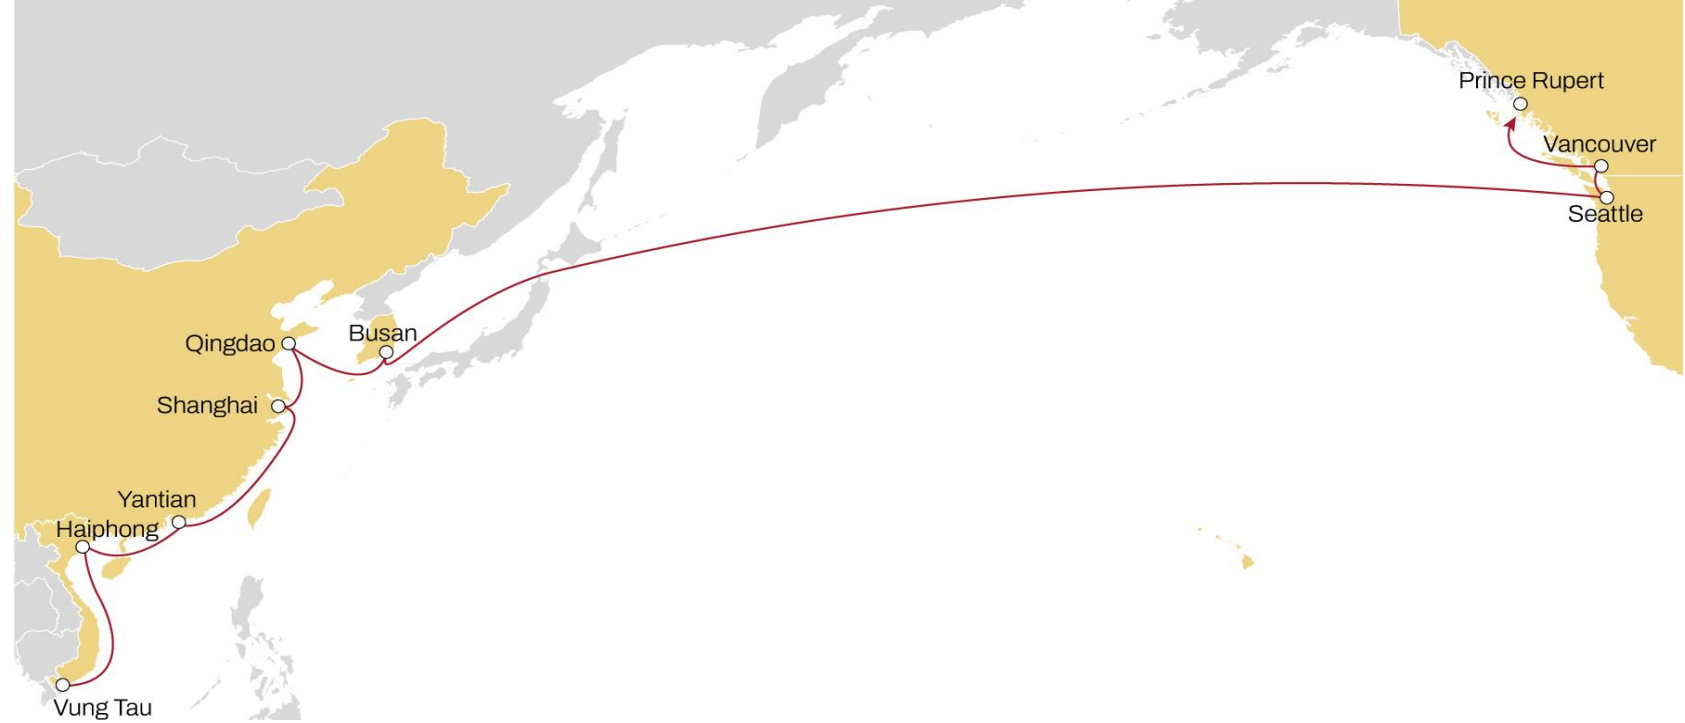 Prince Rupert
Vancouver
Seattle
Busan
Qingdao
Shanghai
Yantian
Haiphong
Vung Tau